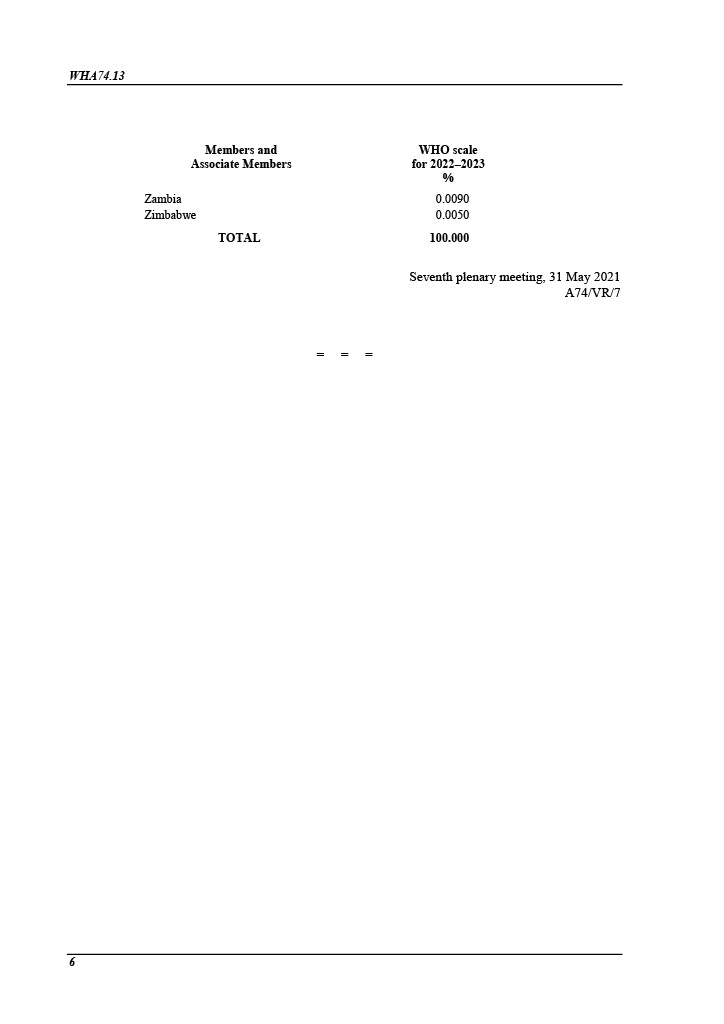 WHA74.13
Members and Associate Members WHO scale for 2022–2023 %
Zambia 0.0090
Zimbabwe 0.0050
TOTAL 100.000
Seventh plenary meeting, 31 May 2021
A74/VR/7
= = =
6